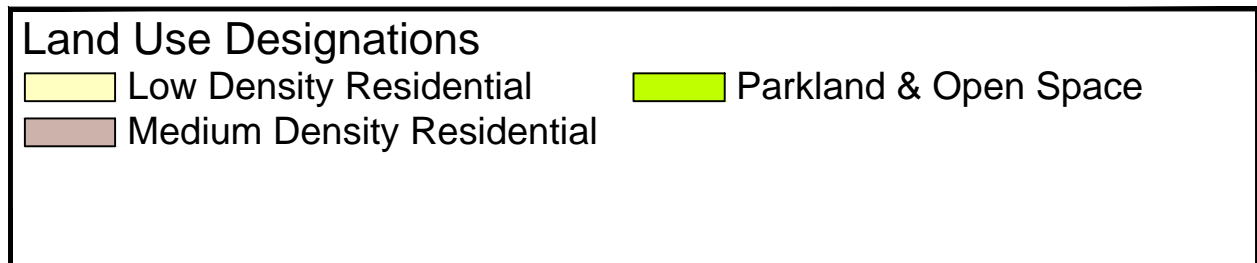 Land Use Designations
Low Density Residential
Medium Density Residential
Parkland & Open Space